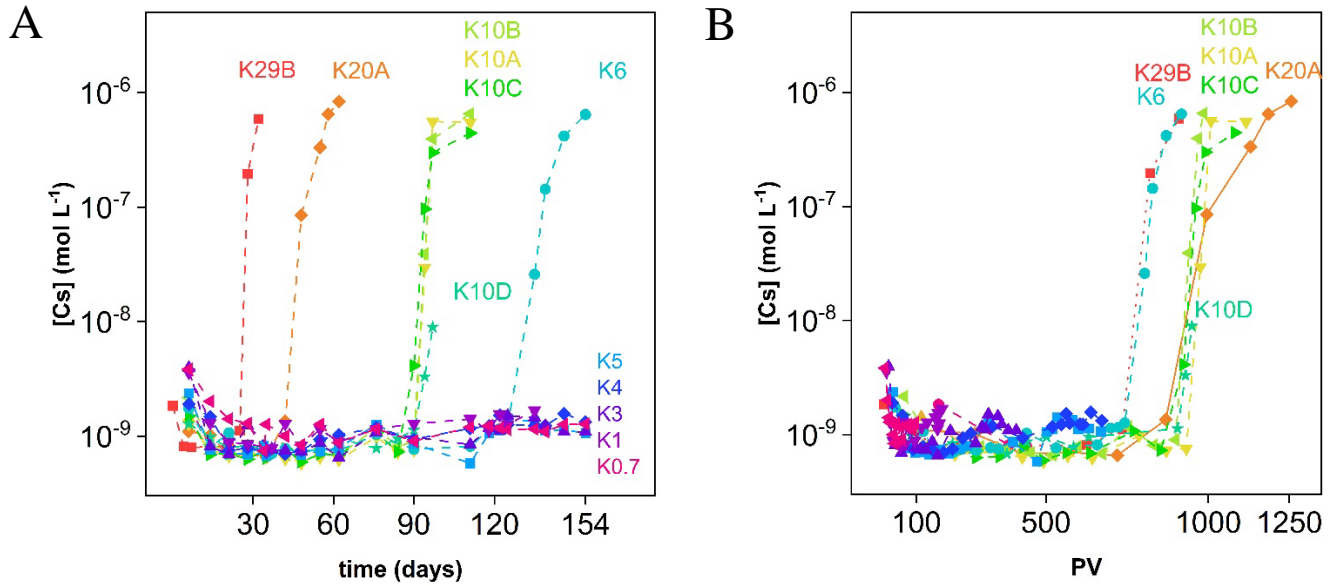 A
K29B
K20A
K10B
K10A
K10C
K6
K10D
K5
K4
K3
K1
K0.7
[Cs] (mol L⁻¹)
10⁻⁶
10⁻⁷
10⁻⁸
10⁻⁹
30
60
90
120
154
time (days)
B
K10B
K10A
K10C
K29B
K6
K20A
K10D
[Cs] (mol L⁻¹)
10⁻⁶
10⁻⁷
10⁻⁸
10⁻⁹
100
500
1000
1250
PV